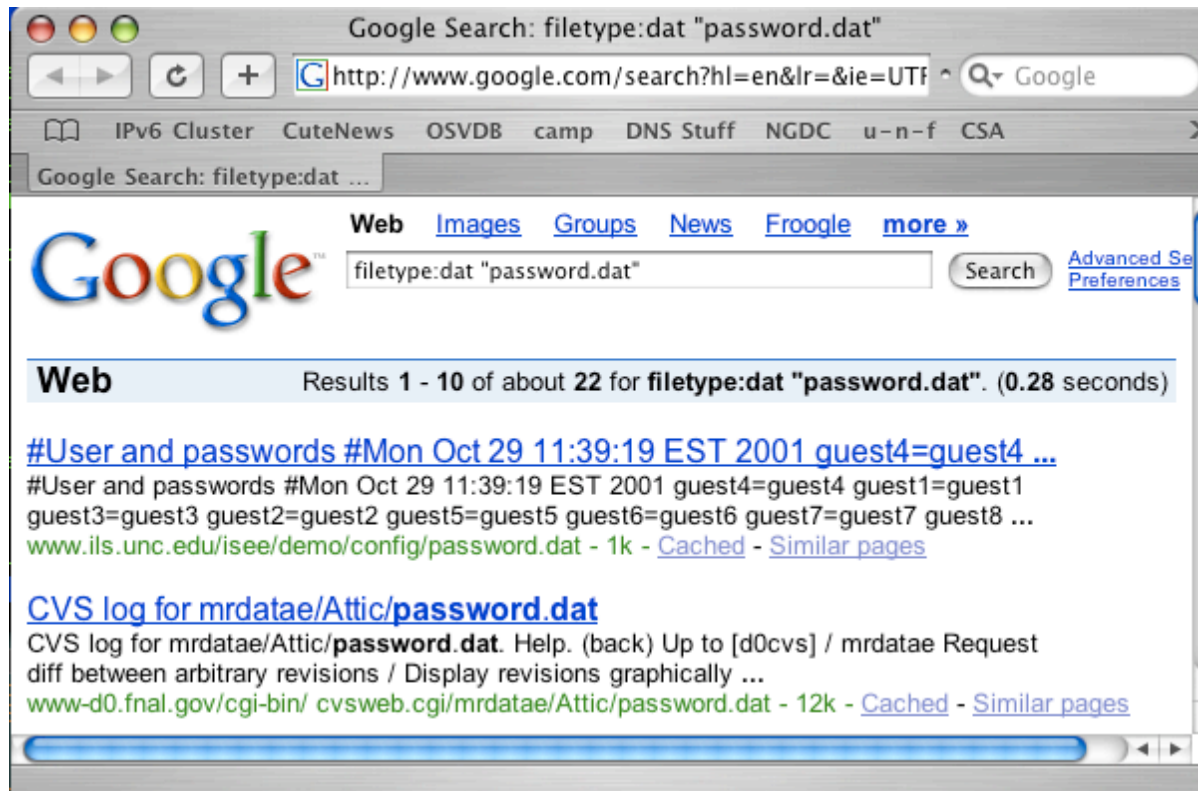 Google Search: filetype:dat "password.dat"
http://www.google.com/search?hl=en&lr=&ie=UTF
Google
IPv6 Cluster CuteNews OSVDB camp DNS Stuff NGDC u-n-f CSA
Google Search: filetype:dat ...
Web Images Groups News Froogle more »
Google™
filetype:dat "password.dat"
Search
Advanced Se
Preferences
Web Results 1 - 10 of about 22 for filetype:dat "password.dat". (0.28 seconds)
#User and passwords #Mon Oct 29 11:39:19 EST 2001 guest4=guest4 ...
#User and passwords #Mon Oct 29 11:39:19 EST 2001 guest4=guest4 guest1=guest1
guest3=guest3 guest2=guest2 guest5=guest5 guest6=guest6 guest7=guest7 guest8 ...
www.ils.unc.edu/isee/demo/config/password.dat - 1k - Cached - Similar pages
CVS log for mrdatae/Attic/password.dat
CVS log for mrdatae/Attic/password.dat. Help. (back) Up to [d0cvs] / mrdatae Request
diff between arbitrary revisions / Display revisions graphically ...
www-d0.fnal.gov/cgi-bin/ cvsweb.cgi/mrdatae/Attic/password.dat - 12k - Cached - Similar pages